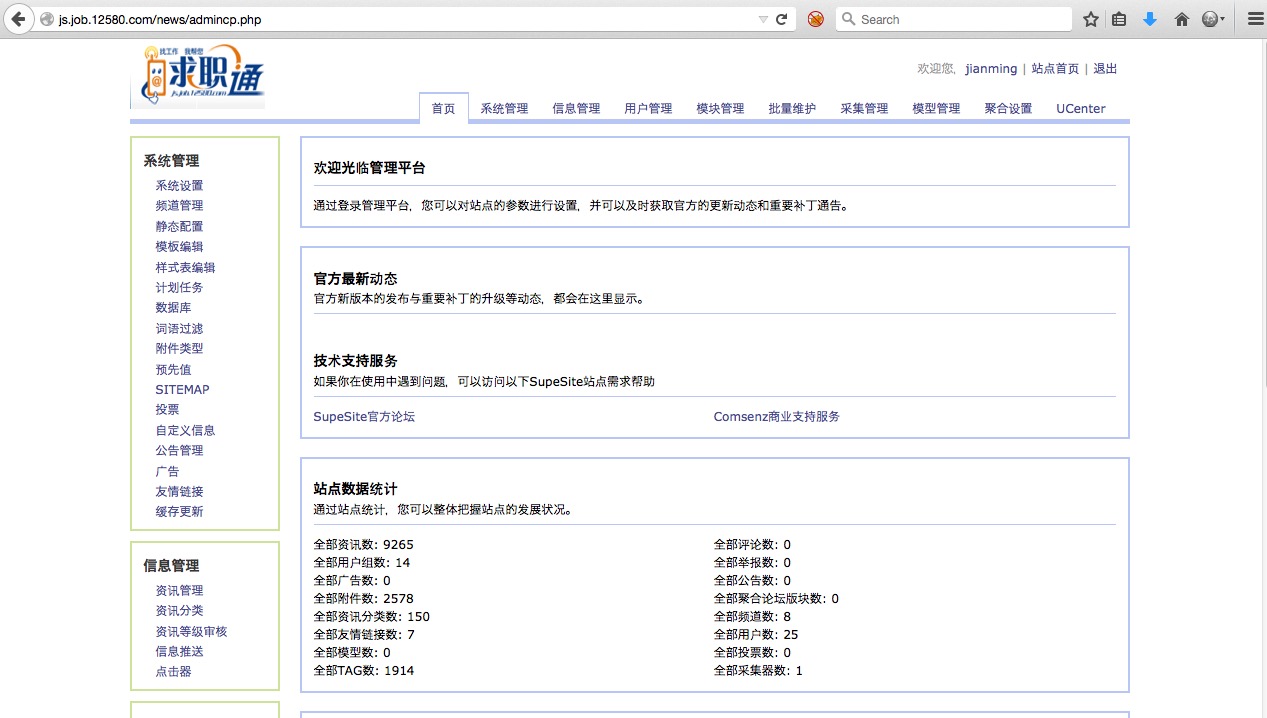 js.job.12580.com/news/admincp.php
Search
找工作 我帮您
求职通
js.job.12580.com
欢迎您, jianming | 站点首页 | 退出
首页 系统管理 信息管理 用户管理 模块管理 批量维护 采集管理 模型管理 聚合设置 UCenter
系统管理
系统设置
频道管理
静态配置
模板编辑
样式表编辑
计划任务
数据库
词语过滤
附件类型
预先值
SITEMAP
投票
自定义信息
公告管理
广告
友情链接
缓存更新
信息管理
资讯管理
资讯分类
资讯等级审核
信息推送
点击器
欢迎光临管理平台
通过登录管理平台, 您可以对站点的参数进行设置, 并可以及时获取官方的更新动态和重要补丁通告。
官方最新动态
官方新版本的发布与重要补丁的升级等动态, 都会在这里显示。
技术支持服务
如果你在使用中遇到问题, 可以访问以下SupeSite站点需求帮助
SupeSite官方论坛 Comsenz商业支持服务
站点数据统计
通过站点统计, 您可以整体把握站点的发展状况。
全部资讯数: 9265 全部评论数: 0
全部用户组数: 14 全部举报数: 0
全部广告数: 0 全部公告数: 0
全部附件数: 2578 全部聚合论坛版块数: 0
全部资讯分类数: 150 全部频道数: 8
全部友情链接数: 7 全部用户数: 25
全部模型数: 0 全部投票数: 0
全部TAG数: 1914 全部采集器数: 1